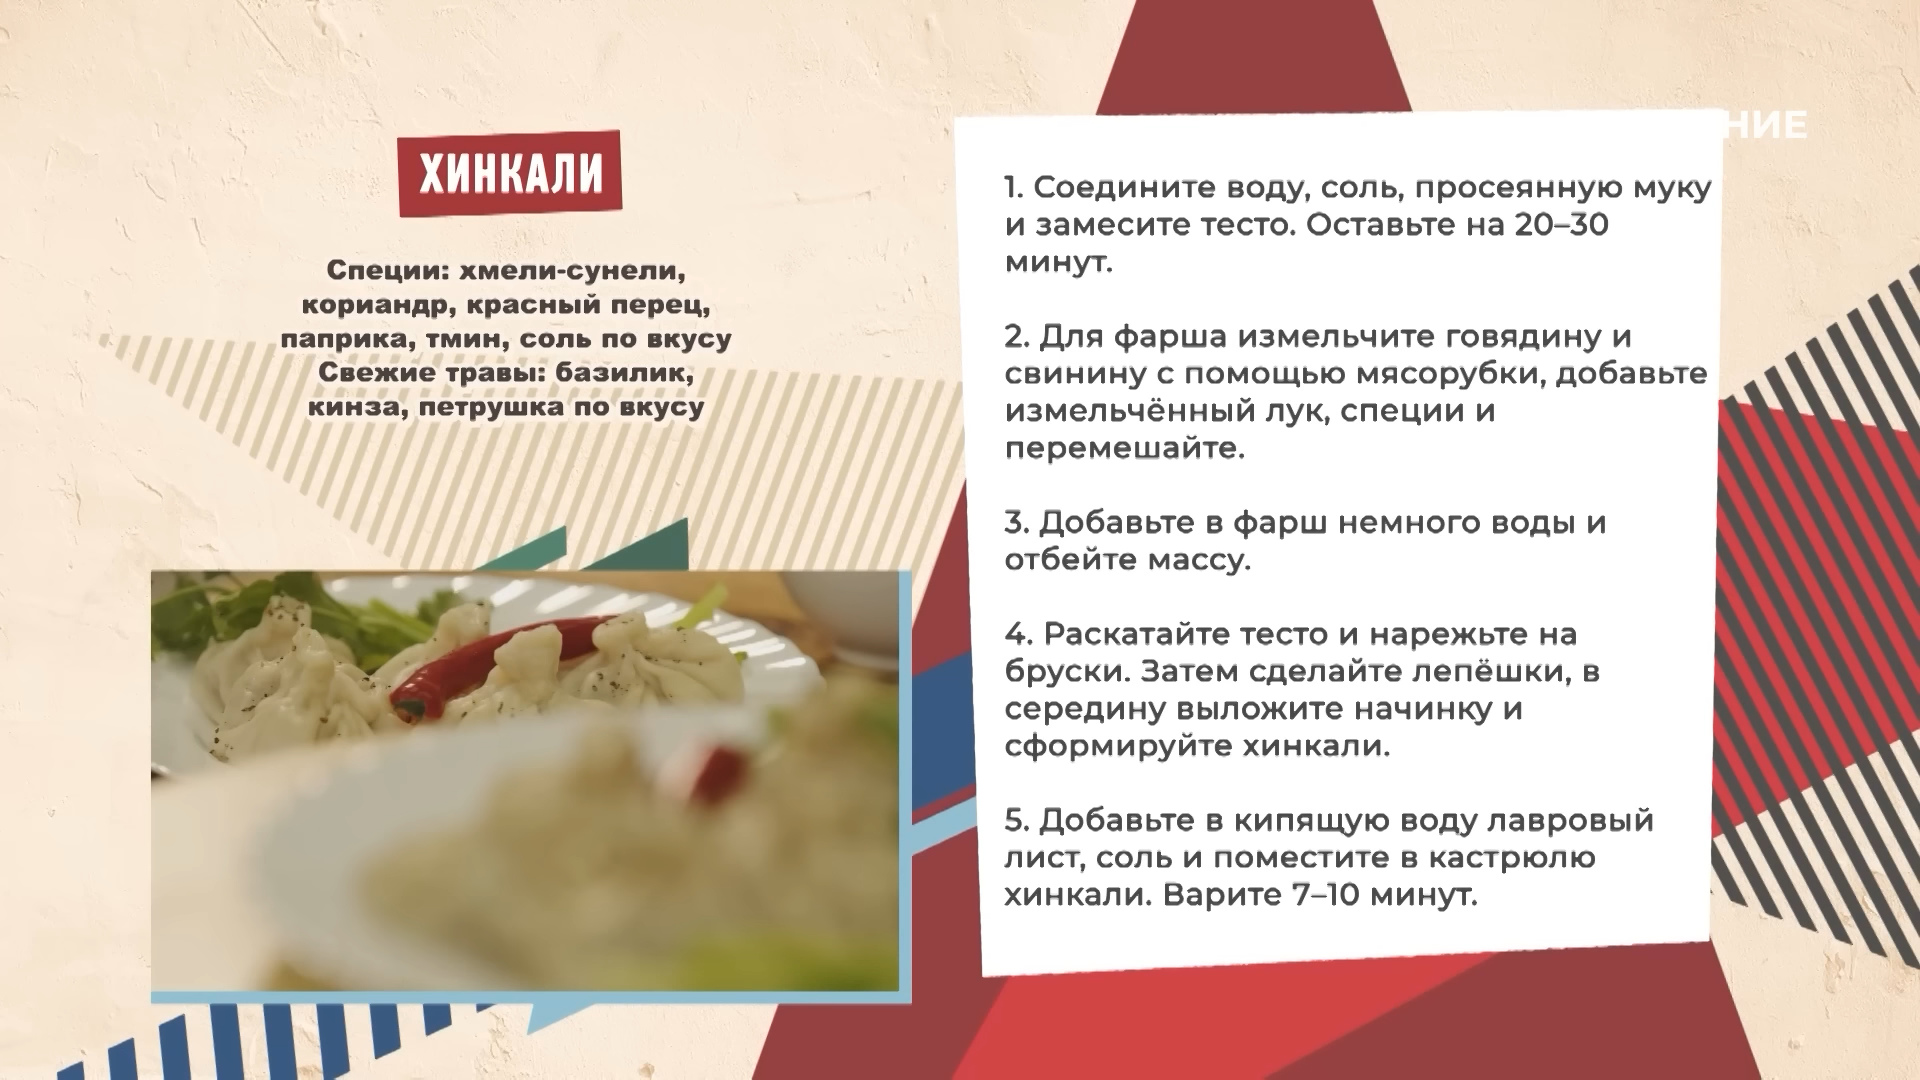 ХИНКАЛИ
Специи: хмели-сунели,
кориандр, красный перец,
паприка, тмин, соль по вкусу
Свежие травы: базилик,
кинза, петрушка по вкусу
1. Соедините воду, соль, просеянную муку
и замесите тесто. Оставьте на 20–30
минут.
2. Для фарша измельчите говядину и
свинину с помощью мясорубки, добавьте
измельчённый лук, специи и
перемешайте.
3. Добавьте в фарш немного воды и
отбейте массу.
4. Раскатайте тесто и нарежьте на
бруски. Затем сделайте лепёшки, в
середину выложите начинку и
сформируйте хинкали.
5. Добавьте в кипящую воду лавровый
лист, соль и поместите в кастрюлю
хинкали. Варите 7–10 минут.